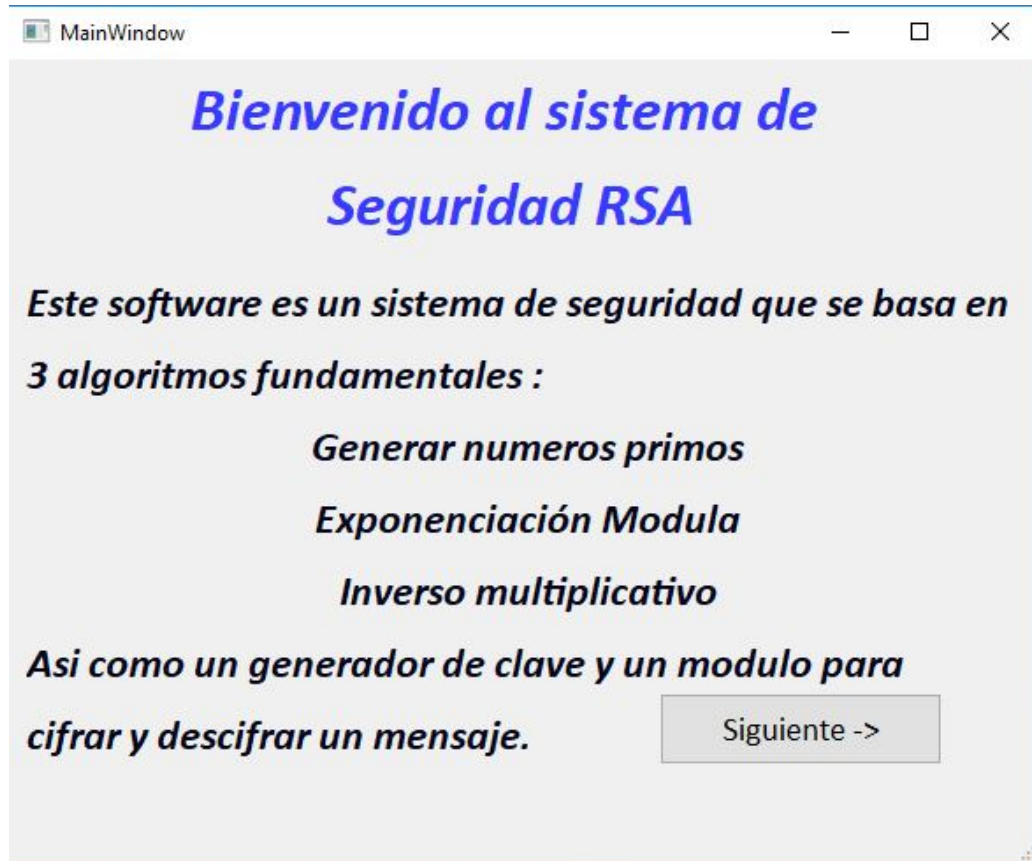 MainWindow
Bienvenido al sistema de
Seguridad RSA
Este software es un sistema de seguridad que se basa en
3 algoritmos fundamentales :
Generar numeros primos
Exponenciación Modula
Inverso multiplicativo
Asi como un generador de clave y un modulo para
cifrar y descifrar un mensaje.
Siguiente ->